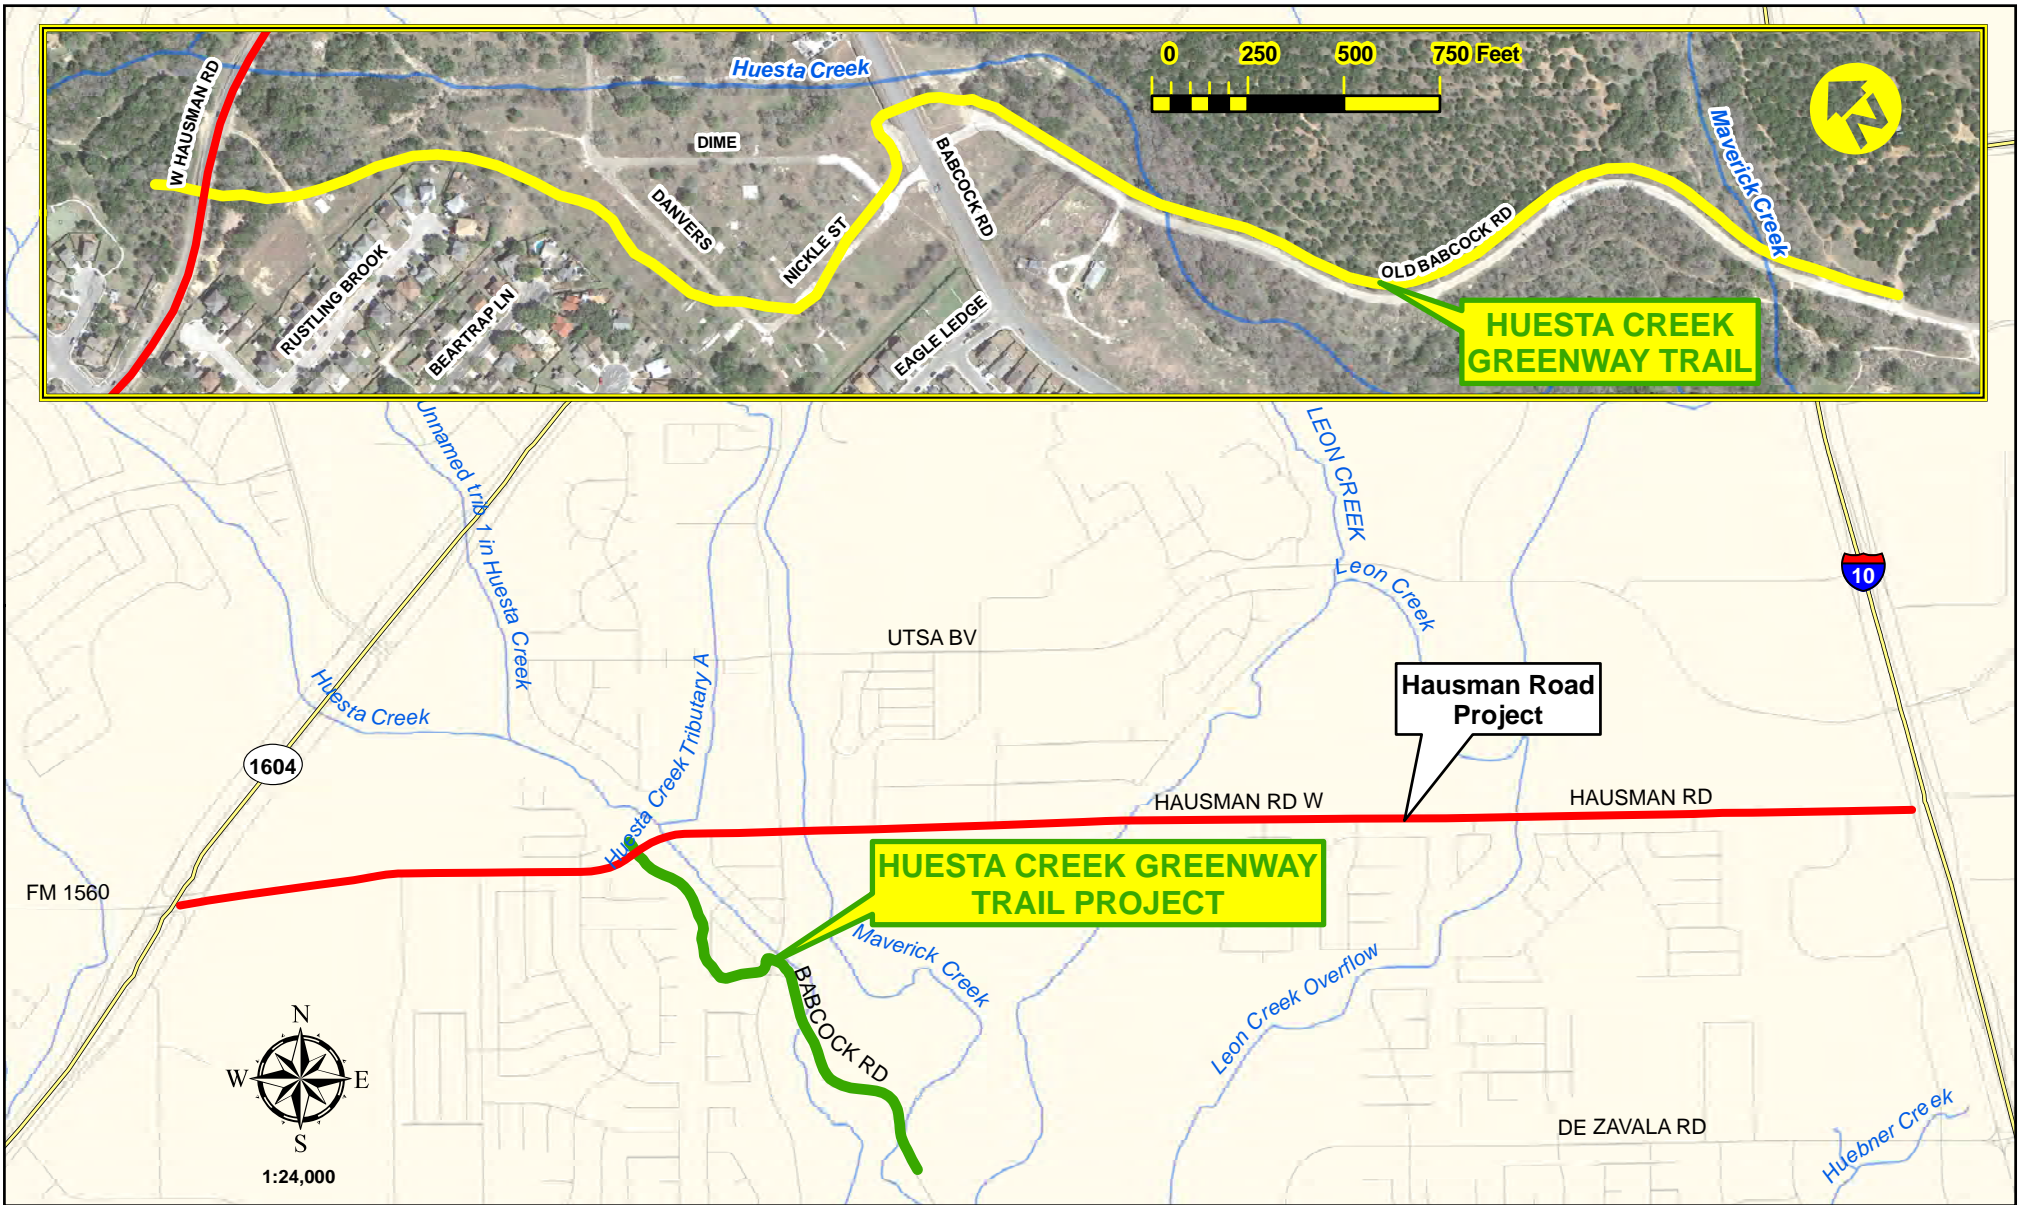 Huesta Creek
0 250 500 750 Feet
W HAUSMAN RD
DIME
BABCOCK RD
Maverick Creek
N
DANVERS
NICKLE ST
OLD BABCOCK RD
RUSTLING BROOK
BEARTRAP LN
EAGLE LEDGE
HUESTA CREEK
GREENWAY TRAIL
Unnamed trib 1 in Huesta Creek
LEON CREEK
Leon Creek
10
UTSA BV
Huesta Creek
Huesta Creek Tributary A
Hausman Road
Project
1604
HAUSMAN RD W
HAUSMAN RD
FM 1560
HUESTA CREEK GREENWAY
TRAIL PROJECT
Maverick Creek
BABCOCK RD
Leon Creek Overflow
N
W E
S
1:24,000
DE ZAVALA RD
Huebner Creek